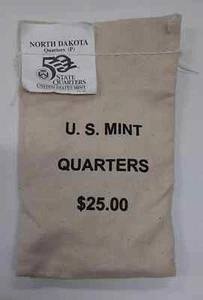 NORTH DAKOTA
Quarters (P)
50
STATE
QUARTERS
UNITED STATES MINT
U. S. MINT
QUARTERS
$25.00